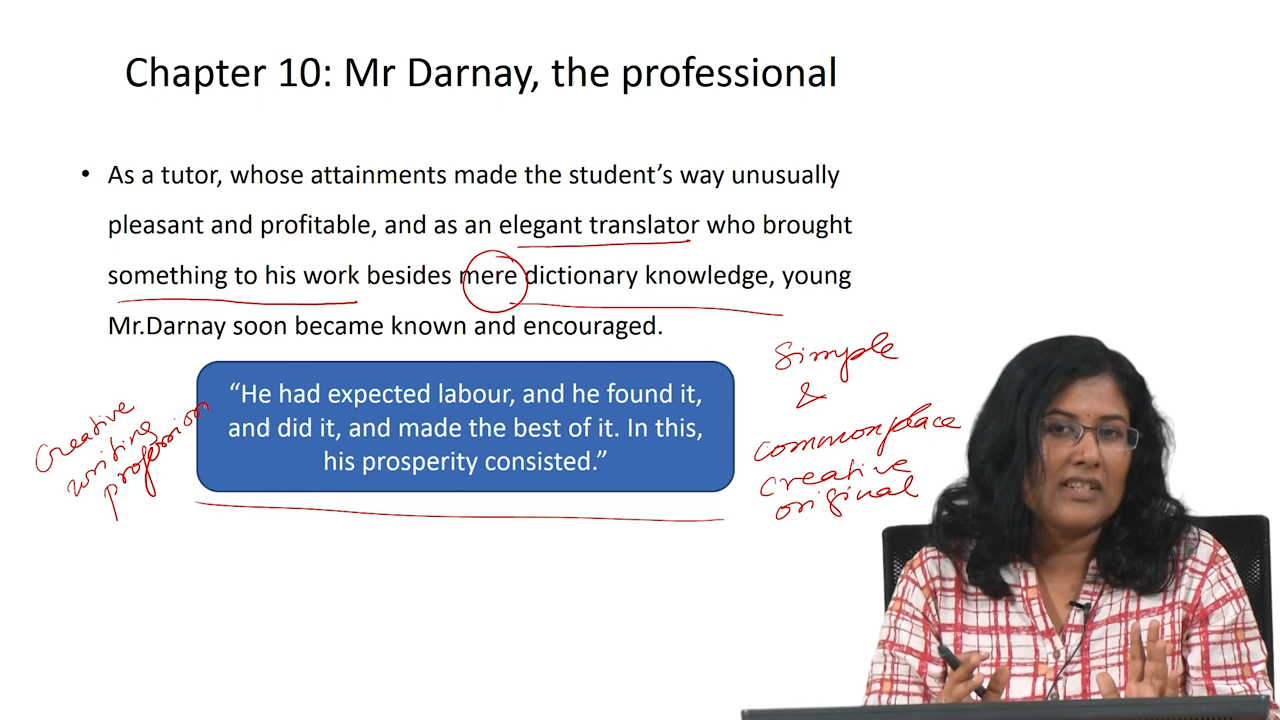 Chapter 10: Mr Darnay, the professional
• As a tutor, whose attainments made the student’s way unusually
pleasant and profitable, and as an elegant translator who brought
something to his work besides mere dictionary knowledge, young
Mr.Darnay soon became known and encouraged.
“He had expected labour, and he found it,
and did it, and made the best of it. In this,
his prosperity consisted.”
creative
writing
profession
Simple
&
commonplace
creative
original